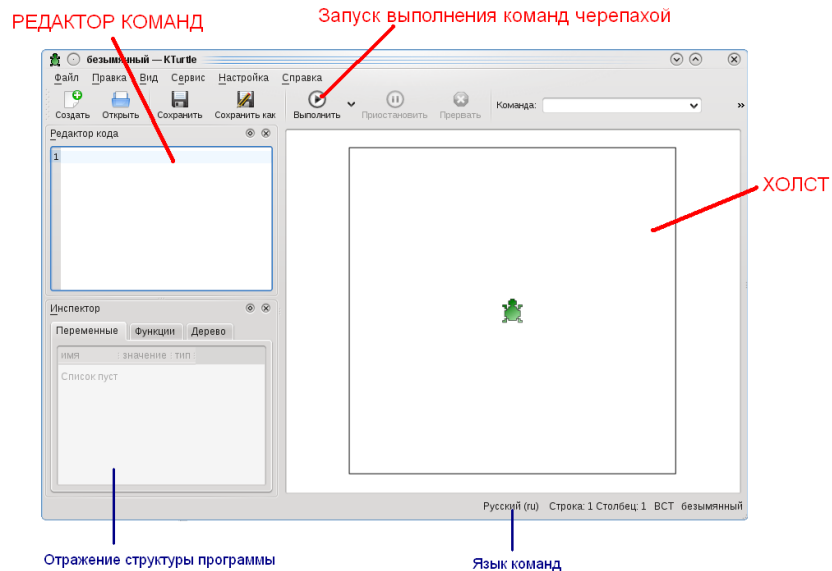 Запуск выполнения команд черепахой
РЕДАКТОР КОМАНД
безымянный — KTurtle
Файл Правка Вид Сервис Настройка Справка
Создать Открыть Сохранить Сохранить как Выполнить Приостановить Прервать Команда: »
Редактор кода
1
ХОЛСТ
Инспектор
Переменные Функции Дерево
имя значение тип
Список пуст
Русский (ru) Строка: 1 Столбец: 1 ВСТ безымянный
Отражение структуры программы
Язык команд